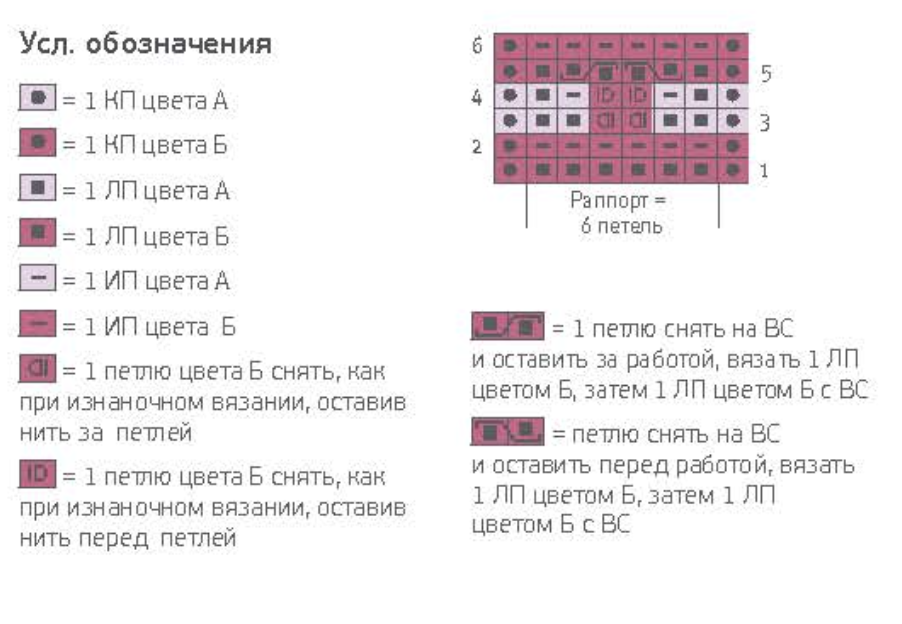 Усл. обозначения
= 1 КП цвета А
= 1 КП цвета Б
= 1 ЛП цвета А
= 1 ЛП цвета Б
= 1 ИП цвета А
= 1 ИП цвета Б
= 1 петлю цвета Б снять, как
при изнаночном вязании, оставив
нить за петлей
= 1 петлю цвета Б снять, как
при изнаночном вязании, оставив
нить перед петлей
6
5
4
3
2
1
Раппорт =
6 петель
= 1 петлю снять на ВС
и оставить за работой, вязать 1 ЛП
цветом Б, затем 1 ЛП цветом Б с ВС
= петлю снять на ВС
и оставить перед работой, вязать
1 ЛП цветом Б, затем 1 ЛП
цветом Б с ВС